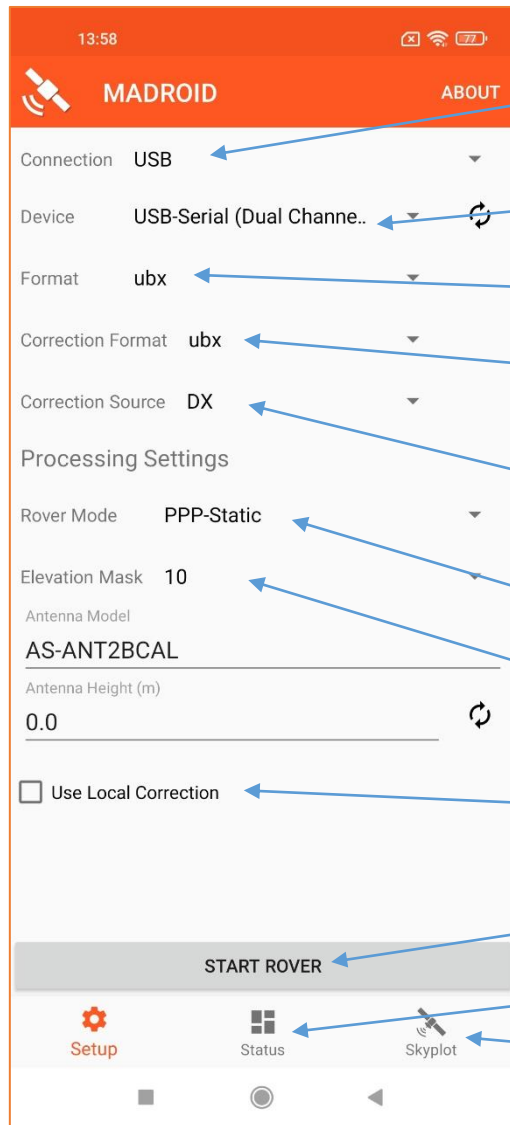 13:58
77
MADROID ABOUT
Connection USB
Device USB-Serial (Dual Channe..
Format ubx
Correction Format ubx
Correction Source DX
Processing Settings
Rover Mode PPP-Static
Elevation Mask 10
Antenna Model
AS-ANT2BCAL
Antenna Height (m)
0.0
Use Local Correction
START ROVER
Setup Status Skyplot